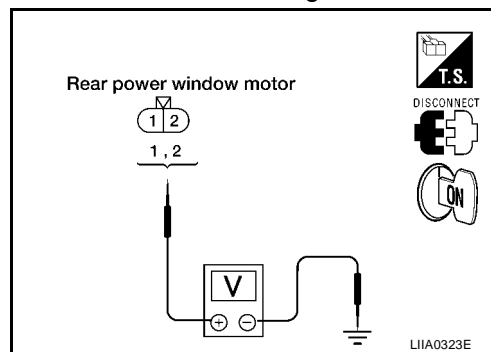 T.S.
Rear power window motor
DISCONNECT
1 2
1 , 2
ON
V
+ −
LIIA0323E